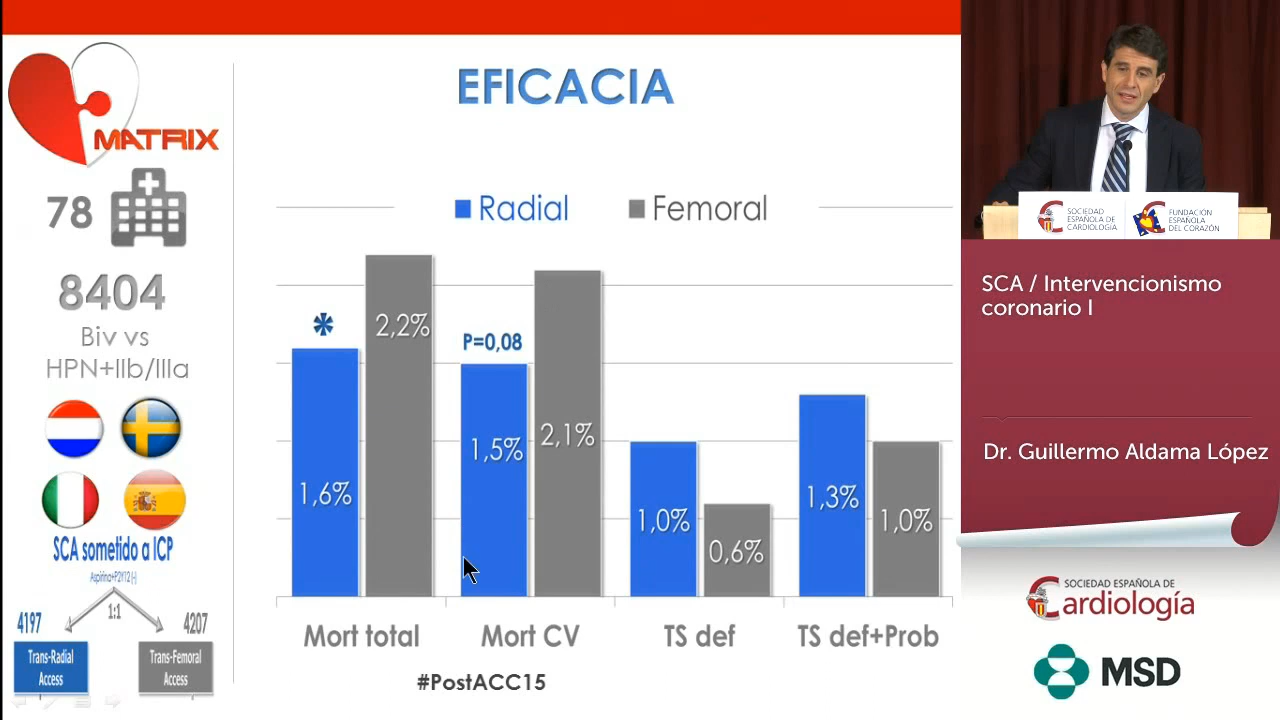 MATRIX
78
8404
Biv vs
HPN+IIb/IIIa
SCA sometido a ICP
Aspirina+P2Y12 (-)
1:1
4197
4207
Trans-Radial
Access
Trans-Femoral
Access
EFICACIA
Radial
Femoral
*
2,2%
1,6%
P=0,08
1,5%
2,1%
1,0%
0,6%
1,3%
1,0%
Mort total
Mort CV
TS def
TS def+Prob
#PostACC15
SOCIEDAD
ESPAÑOLA DE
CARDIOLOGÍA
FUNDACIÓN
ESPAÑOLA
DEL CORAZÓN
SCA / Intervencionismo
coronario I
Dr. Guillermo Aldama López
SOCIEDAD ESPAÑOLA DE
Cardiología
MSD